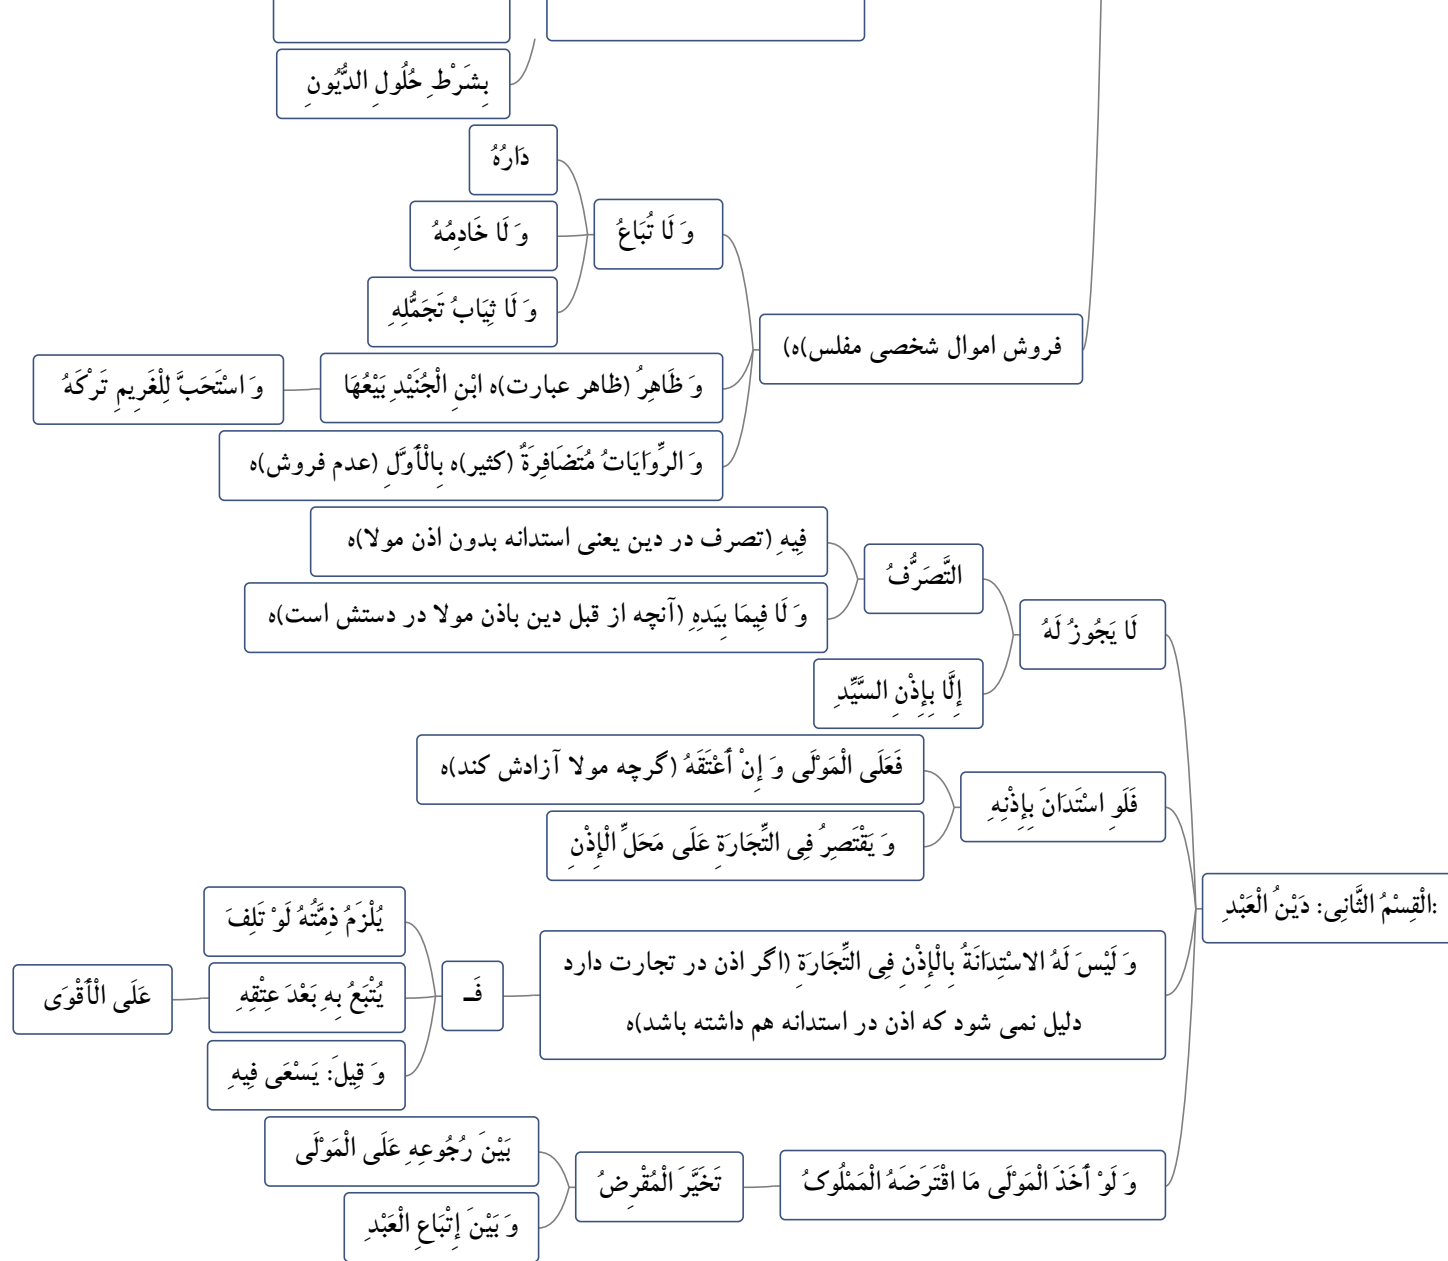 بِشَرْطِ حُلُولِ الدُّيُونِ
فروش اموال شخصی مفلس)ه)
وَ لَا تُبَاعُ
دَارُهُ
وَ لَا خَادِمُهُ
وَ لَا ثِيَابُ تَجَمُّلِهِ
وَ ظَاهِرُ (ظاهر عبارت)ه ابْنِ الْجُنَيْدِ بَيْعُهَا
وَ اسْتَحَبَّ لِلْغَرِيمِ تَرْكَهُ
وَ الرِّوَايَاتُ مُتَضَافِرَةٌ (كثير)ه بِالْأَوَّلِ (عدم فروش)ه
:الْقِسْمُ الثَّانِی: دَيْنُ الْعَبْدِ
لَا يَجُوزُ لَهُ
التَّصَرُّفُ
فِيهِ (تصرف در دین یعنی استدانه بدون اذن مولا)ه
وَ لَا فِيمَا بِيَدِهِ (آنچه از قبل دین باذن مولا در دستش است)ه
إِلَّا بِإِذْنِ السَّيِّدِ
فَلَوِ اسْتَدَانَ بِإِذْنِهِ
فَعَلَى الْمَوْلَى وَ إِنْ أَعْتَقَهُ (گرچه مولا آزادش کند)ه
وَ يَقْتَصِرُ فِی التِّجَارَةِ عَلَى مَحَلِّ الْإِذْنِ
وَ لَيْسَ لَهُ الاسْتِدَانَةُ بِالْإِذْنِ فِی التِّجَارَةِ (اگر اذن در تجارت دارد
دلیل نمی شود که اذن در استدانه هم داشته باشد)ه
فَـ
يُلْزَمُ ذِمَّتُهُ لَوْ تَلِفَ
يُتْبَعُ بِهِ بَعْدَ عِتْقِهِ
عَلَى الْأَقْوَى
وَ قِيلَ: يَسْعَى فِيهِ
وَ لَوْ أَخَذَ الْمَوْلَى مَا اقْتَرَضَهُ الْمَمْلُوکُ
تَخَيَّرَ الْمُقْرِضُ
بَيْنَ رُجُوعِهِ عَلَى الْمَوْلَى
وَ بَيْنَ إِتْبَاعِ الْعَبْدِ